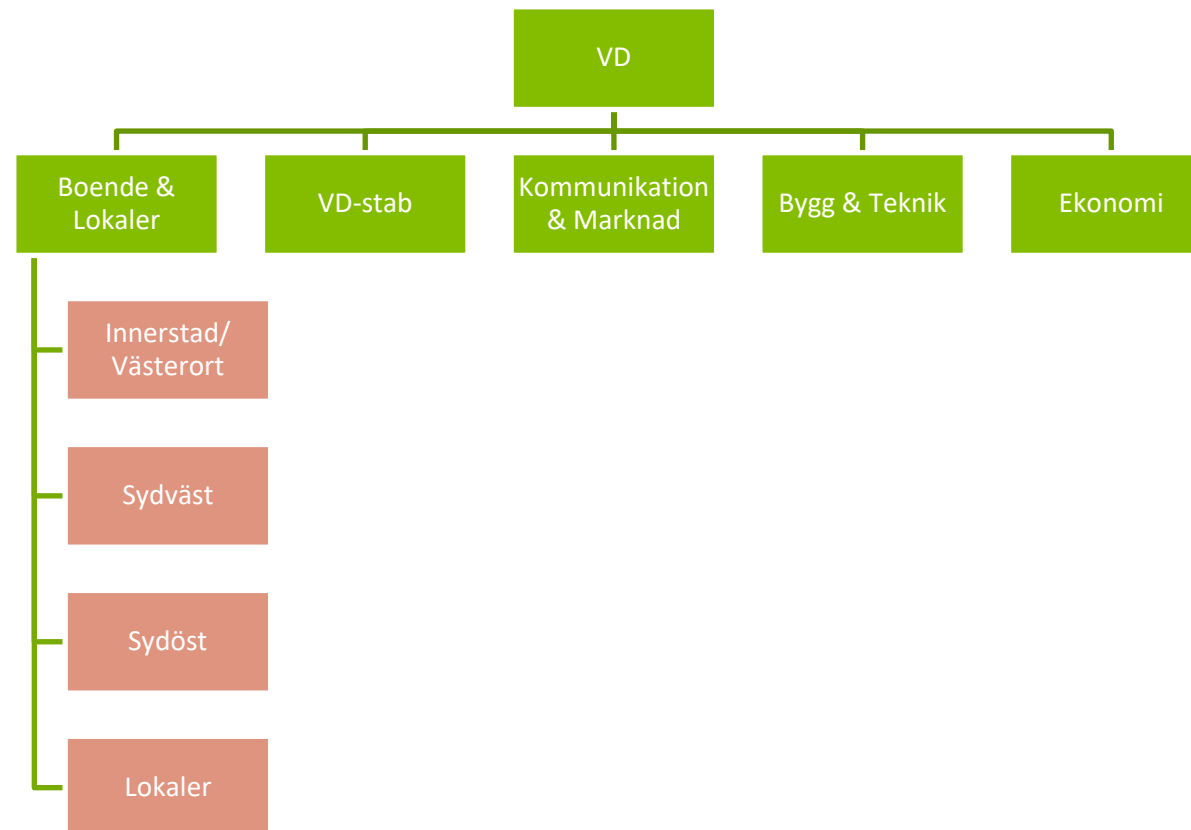 VD
Boende &
Lokaler
VD-stab
Kommunikation
& Marknad
Bygg & Teknik
Ekonomi
Innerstad/
Västerort
Sydväst
Sydöst
Lokaler